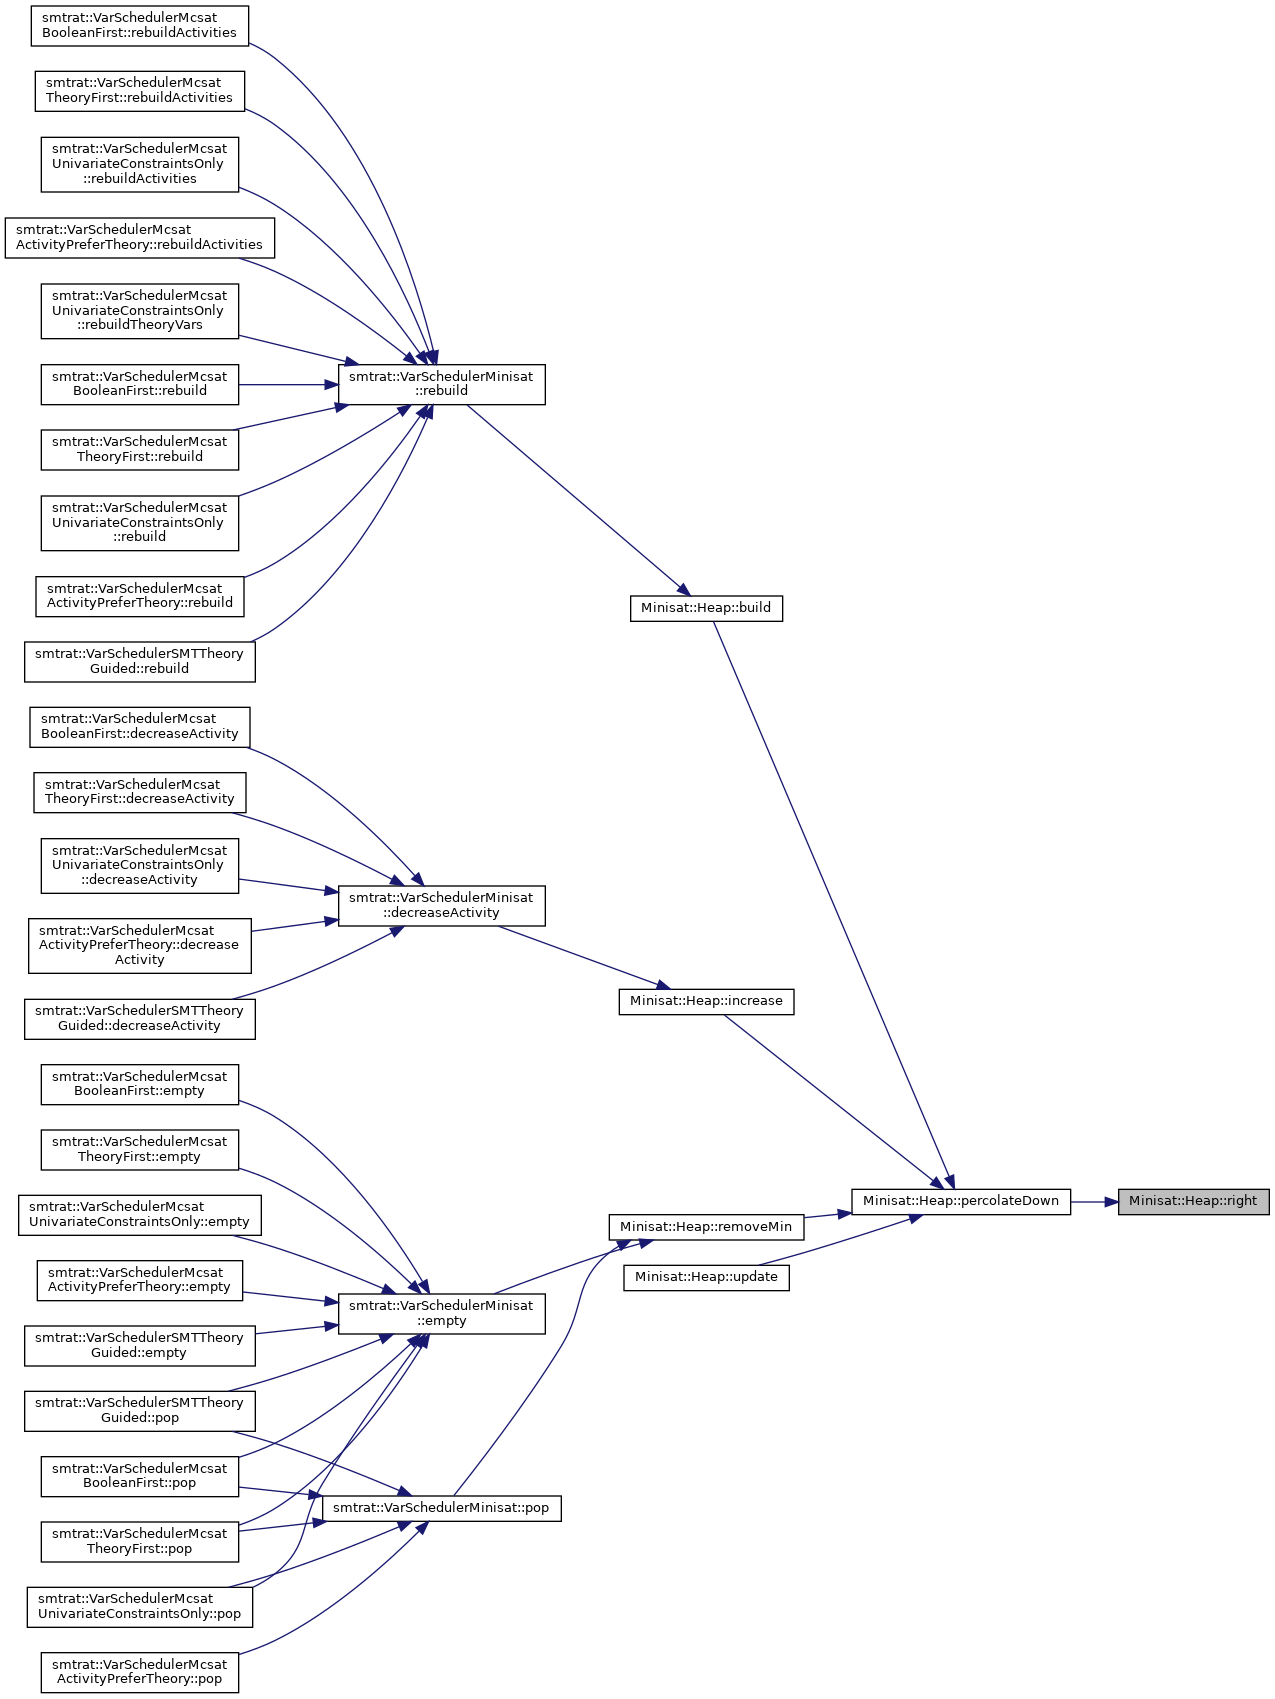 smtrat::VarSchedulerMcsat
BooleanFirst::rebuildActivities
smtrat::VarSchedulerMcsat
TheoryFirst::rebuildActivities
smtrat::VarSchedulerMcsat
UnivariateConstraintsOnly
::rebuildActivities
smtrat::VarSchedulerMcsat
ActivityPreferTheory::rebuildActivities
smtrat::VarSchedulerMcsat
UnivariateConstraintsOnly
::rebuildTheoryVars
smtrat::VarSchedulerMcsat
BooleanFirst::rebuild
smtrat::VarSchedulerMcsat
TheoryFirst::rebuild
smtrat::VarSchedulerMcsat
UnivariateConstraintsOnly
::rebuild
smtrat::VarSchedulerMcsat
ActivityPreferTheory::rebuild
smtrat::VarSchedulerSMTTheory
Guided::rebuild
smtrat::VarSchedulerMinisat
::rebuild
Minisat::Heap::build
smtrat::VarSchedulerMcsat
BooleanFirst::decreaseActivity
smtrat::VarSchedulerMcsat
TheoryFirst::decreaseActivity
smtrat::VarSchedulerMcsat
UnivariateConstraintsOnly
::decreaseActivity
smtrat::VarSchedulerMcsat
ActivityPreferTheory::decrease
Activity
smtrat::VarSchedulerSMTTheory
Guided::decreaseActivity
smtrat::VarSchedulerMinisat
::decreaseActivity
Minisat::Heap::increase
smtrat::VarSchedulerMcsat
BooleanFirst::empty
smtrat::VarSchedulerMcsat
TheoryFirst::empty
smtrat::VarSchedulerMcsat
UnivariateConstraintsOnly::empty
smtrat::VarSchedulerMcsat
ActivityPreferTheory::empty
smtrat::VarSchedulerSMTTheory
Guided::empty
smtrat::VarSchedulerMinisat
::empty
Minisat::Heap::removeMin
Minisat::Heap::update
Minisat::Heap::percolateDown
Minisat::Heap::right
smtrat::VarSchedulerSMTTheory
Guided::pop
smtrat::VarSchedulerMcsat
BooleanFirst::pop
smtrat::VarSchedulerMcsat
TheoryFirst::pop
smtrat::VarSchedulerMcsat
UnivariateConstraintsOnly::pop
smtrat::VarSchedulerMcsat
ActivityPreferTheory::pop
smtrat::VarSchedulerMinisat::pop